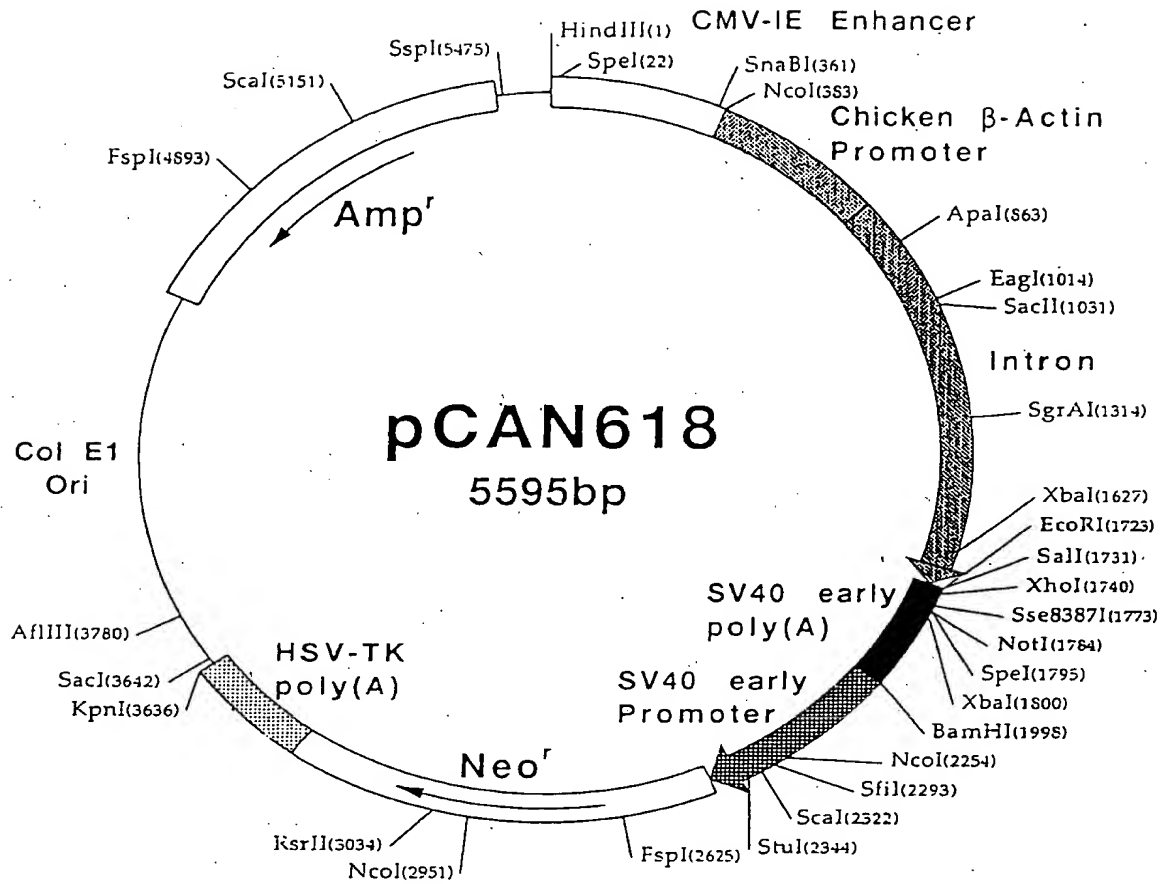 CMV-IE Enhancer
HindIII(1)
SpeI(22)
SspI(5475)
SnaBI(361)
NcoI(383)
ScaI(5151)
Chicken β-Actin
Promoter
FspI(4893)
Amp^r
ApaI(863)
EagI(1014)
SacII(1031)
Intron
SgrAI(1314)
pCAN618
5595bp
Col E1
Ori
XbaI(1627)
EcoRI(1723)
SalI(1731)
XhoI(1740)
Sse8387I(1773)
NotI(1784)
SpeI(1795)
XbaI(1800)
BamHI(1998)
SV40 early
poly(A)
SV40 early
Promoter
HSV-TK
poly(A)
AflIII(3780)
SacI(3642)
KpnI(3636)
Neo^r
NcoI(2254)
SfiI(2293)
ScaI(2322)
StuI(2344)
FspI(2625)
RsrII(3034)
NcoI(2951)